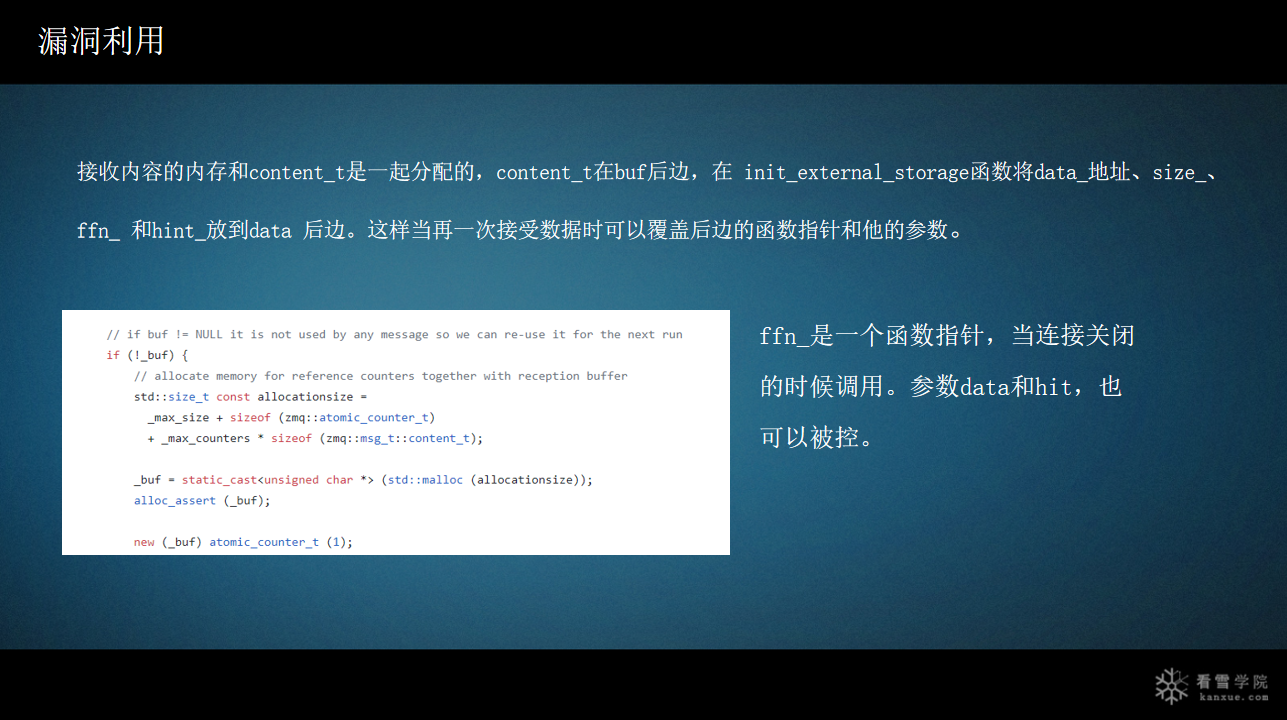 漏洞利用
接收内容的内存和content_t是一起分配的，content_t在buf后边，在 init_external_storage函数将data_地址、size_、
ffn_ 和hint_放到data 后边。这样当再一次接受数据时可以覆盖后边的函数指针和他的参数。
// if buf != NULL it is not used by any message so we can re-use it for the next run
if (!_buf) {
// allocate memory for reference counters together with reception buffer
std::size_t const allocationsize =
_max_size + sizeof (zmq::atomic_counter_t)
+ _max_counters * sizeof (zmq::msg_t::content_t);
_buf = static_cast<unsigned char *> (std::malloc (allocationsize));
alloc_assert (_buf);
new (_buf) atomic_counter_t (1);
ffn_是一个函数指针，当连接关闭
的时候调用。参数data和hit，也
可以被控。
看雪学院
kanxue.com